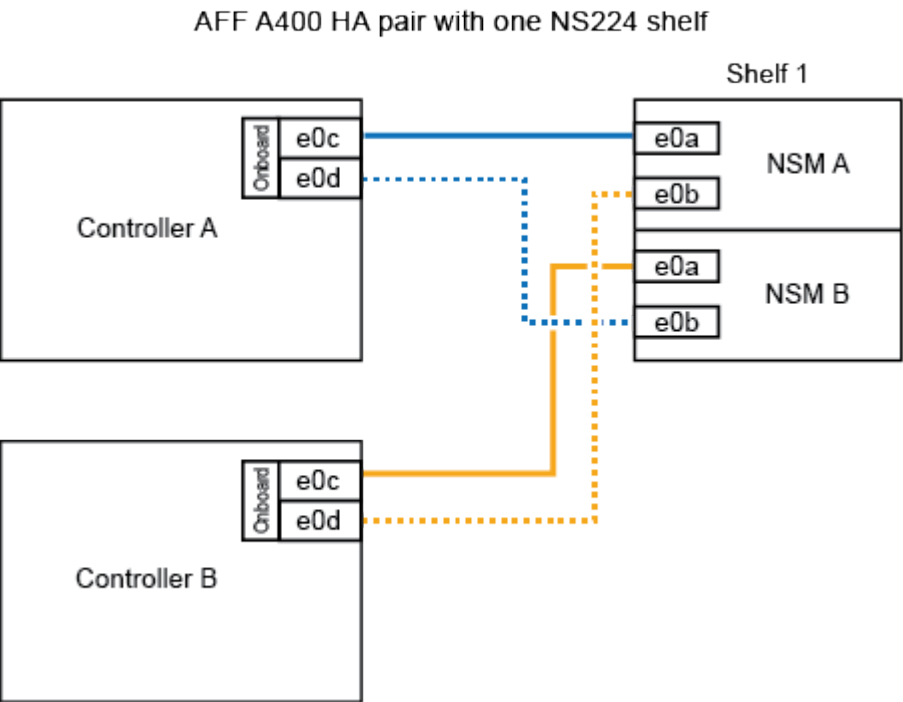 AFF A400 HA pair with one NS224 shelf
Shelf 1
Onboard
e0c
e0d
Controller A
e0a
e0b
NSM A
e0a
e0b
NSM B
Onboard
e0c
e0d
Controller B